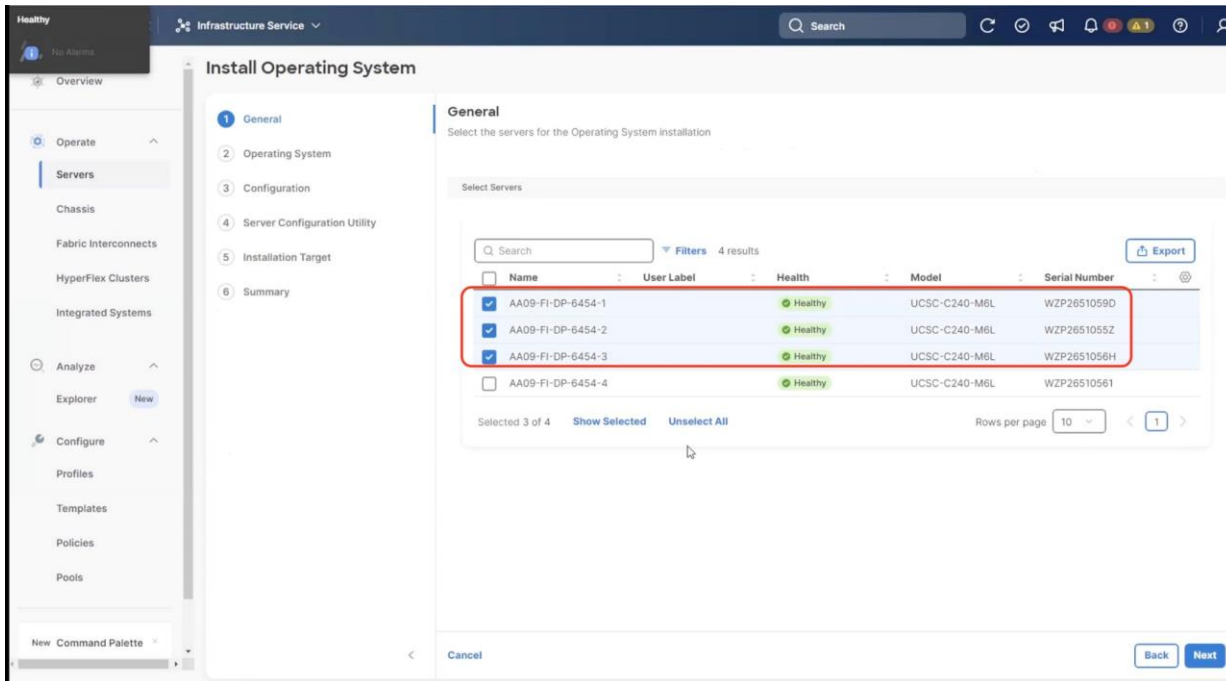 Healthy
No Alarms
Infrastructure Service
Search
0
1
Overview
Operate
Servers
Chassis
Fabric Interconnects
HyperFlex Clusters
Integrated Systems
Analyze
Explorer New
Configure
Profiles
Templates
Policies
Pools
New Command Palette
Install Operating System
1 General
2 Operating System
3 Configuration
4 Server Configuration Utility
5 Installation Target
6 Summary
General
Select the servers for the Operating System installation
Select Servers
Search Filters 4 results Export
Name User Label Health Model Serial Number
AA09-FI-DP-6454-1 Healthy UCSC-C240-M6L WZP2651059D
AA09-FI-DP-6454-2 Healthy UCSC-C240-M6L WZP2651055Z
AA09-FI-DP-6454-3 Healthy UCSC-C240-M6L WZP2651056H
AA09-FI-DP-6454-4 Healthy UCSC-C240-M6L WZP26510561
Selected 3 of 4 Show Selected Unselect All Rows per page 10 1
Cancel Back Next